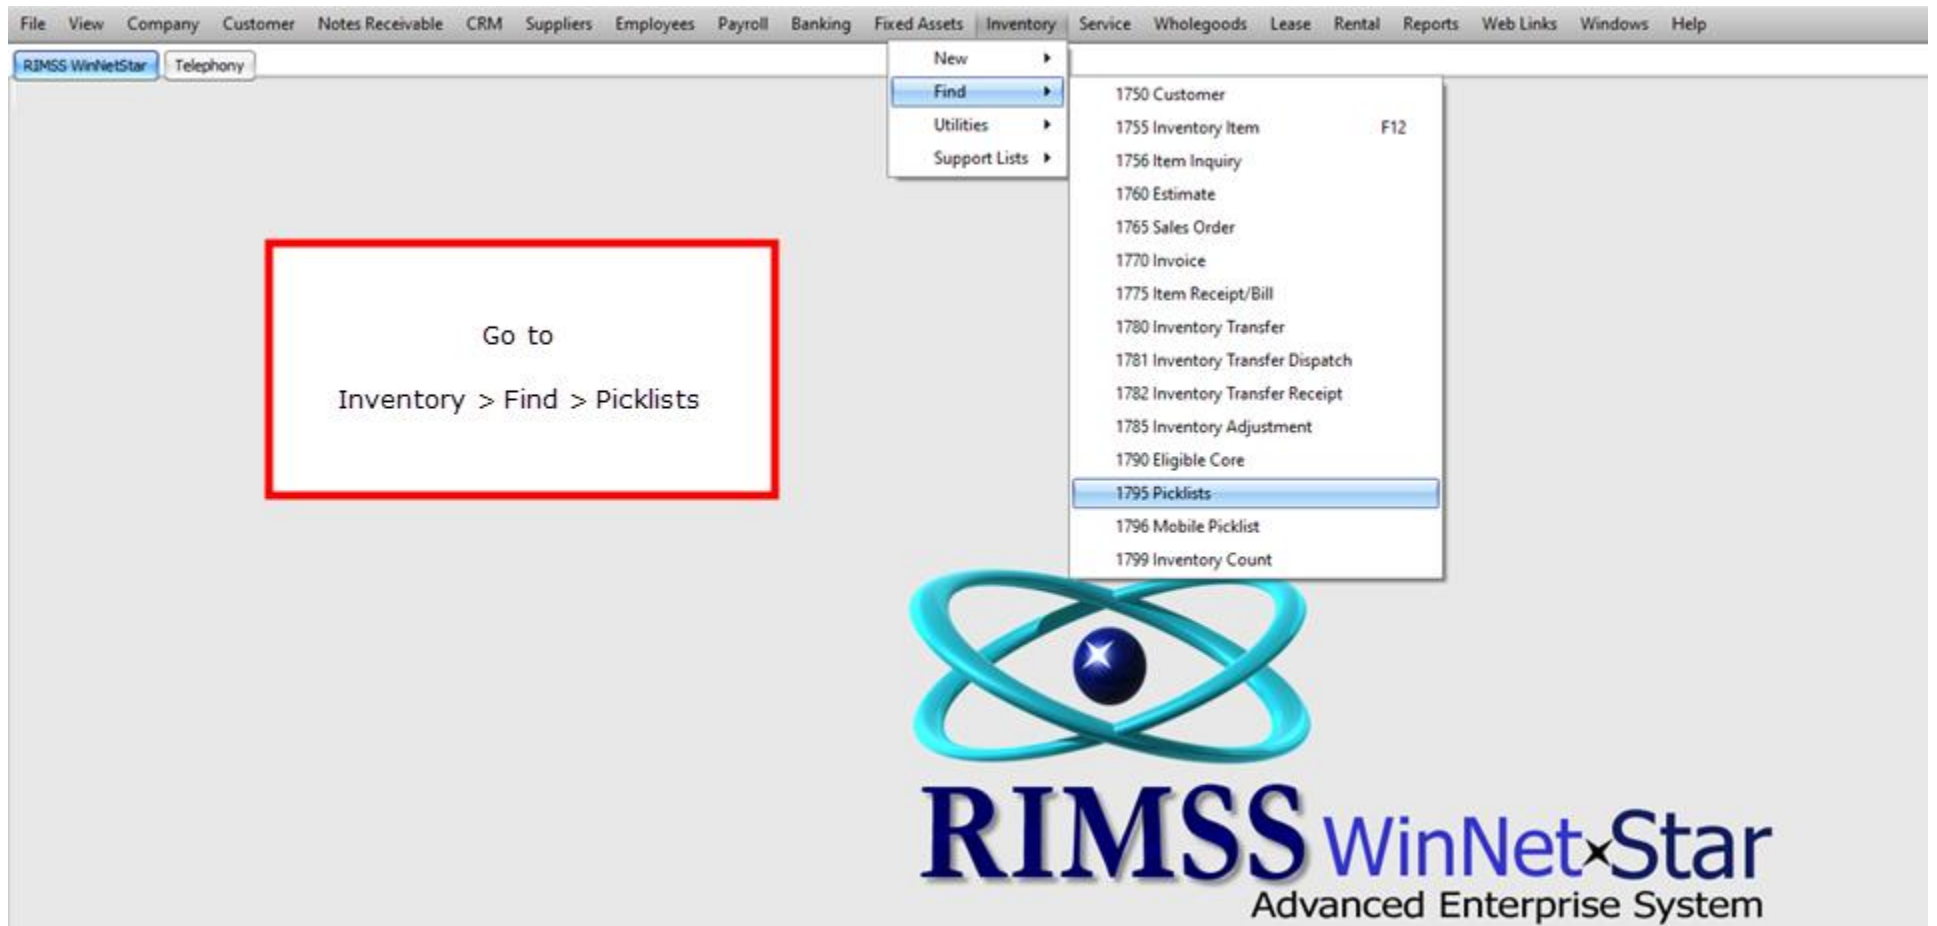 File View Company Customer Notes Receivable CRM Suppliers Employees Payroll Banking Fixed Assets Inventory Service Wholegoods Lease Rental Reports Web Links Windows Help
RIMSS WinNetStar Telephony
New
Find
Utilities
Support Lists
1750 Customer
1755 Inventory Item F12
1756 Item Inquiry
1760 Estimate
1765 Sales Order
1770 Invoice
1775 Item Receipt/Bill
1780 Inventory Transfer
1781 Inventory Transfer Dispatch
1782 Inventory Transfer Receipt
1785 Inventory Adjustment
1790 Eligible Core
1795 Picklists
1796 Mobile Picklist
1799 Inventory Count
Go to
Inventory > Find > Picklists
RIMSS WinNet Star
Advanced Enterprise System